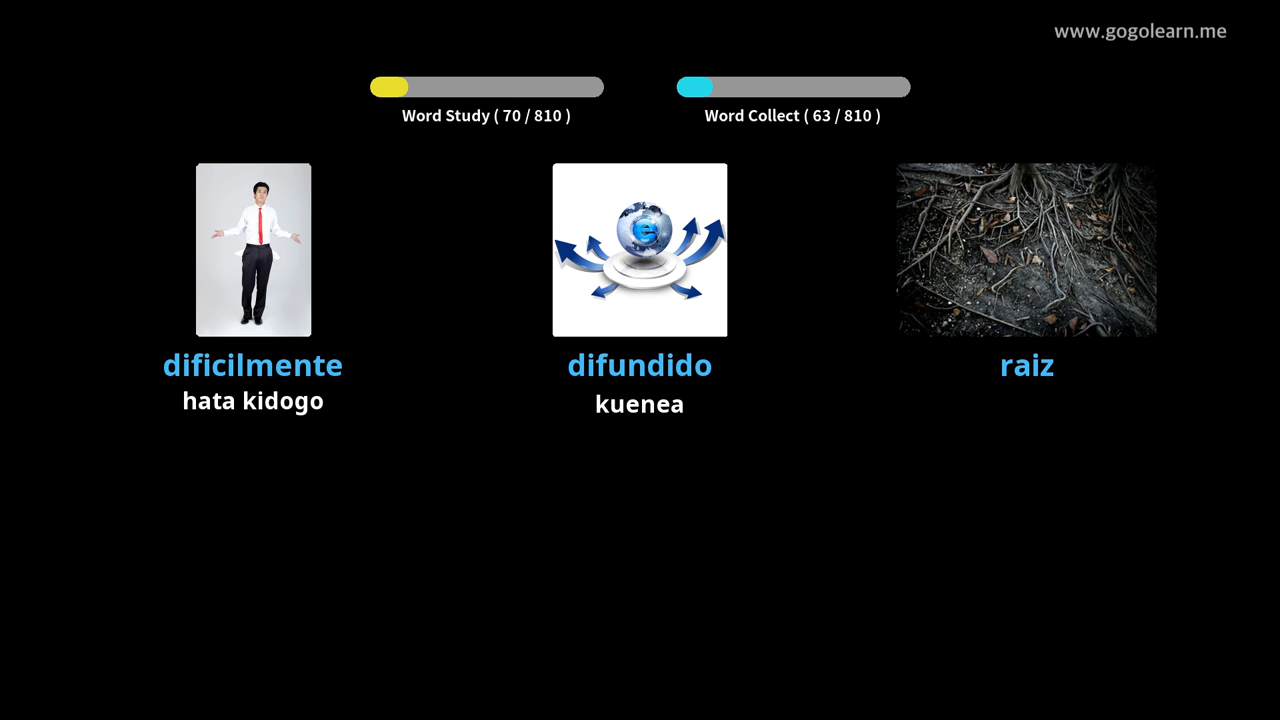 www.gogolearn.me
Word Study ( 70 / 810 )
Word Collect ( 63 / 810 )
dificilmente
hata kidogo
difundido
kuenea
raiz
e